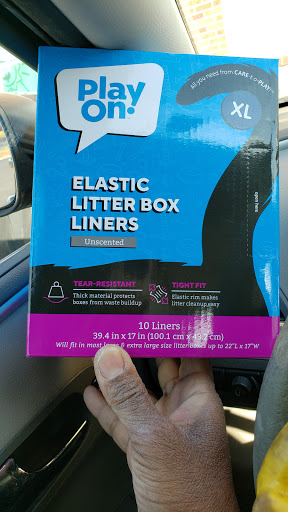 All you need from CARE to PLAY™
Play
On!
XL
open here
ELASTIC
LITTER BOX
LINERS
Unscented
TEAR-RESISTANT
Thick material protects
boxes from waste buildup
TIGHT FIT
Elastic rim makes
litter cleanup easy
10 Liners
39.4 in x 17 in (100.1 cm x 43.2 cm)
Will fit in most large & extra large size litter boxes up to 22"L x 17"W